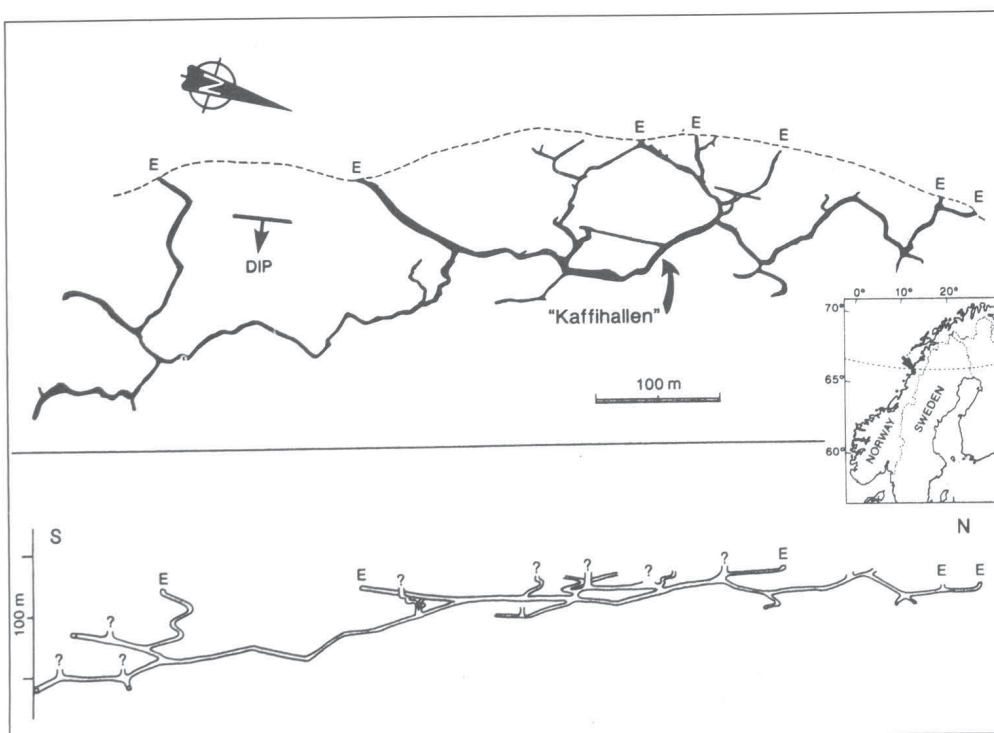 N
E
E
E
E
E
E
E
DIP
"Kaffihallen"
100 m
0° 10° 20°
70°
65°
60°
NORWAY
SWEDEN
S
N
E
E
E
E
E
?
?
?
?
?
?
?
?
?
100 m